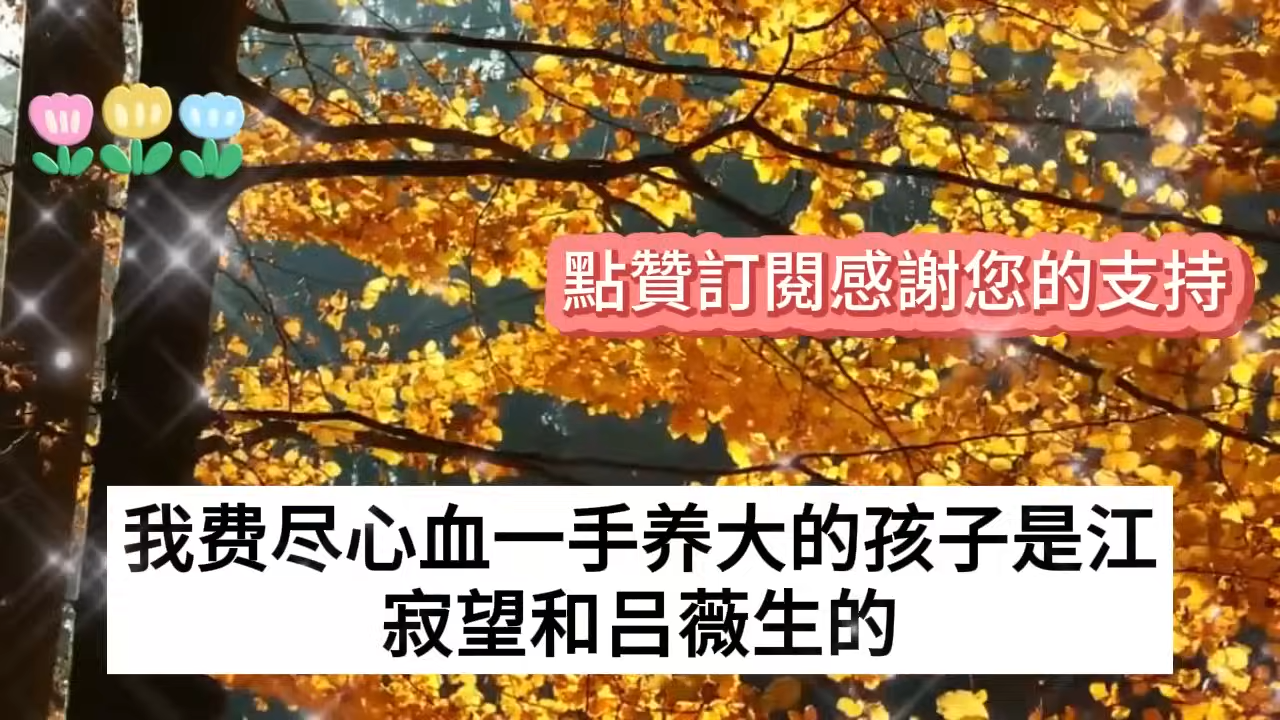 點贊訂閱感謝您的支持
我费尽心血一手养大的孩子是江
寂望和吕薇生的